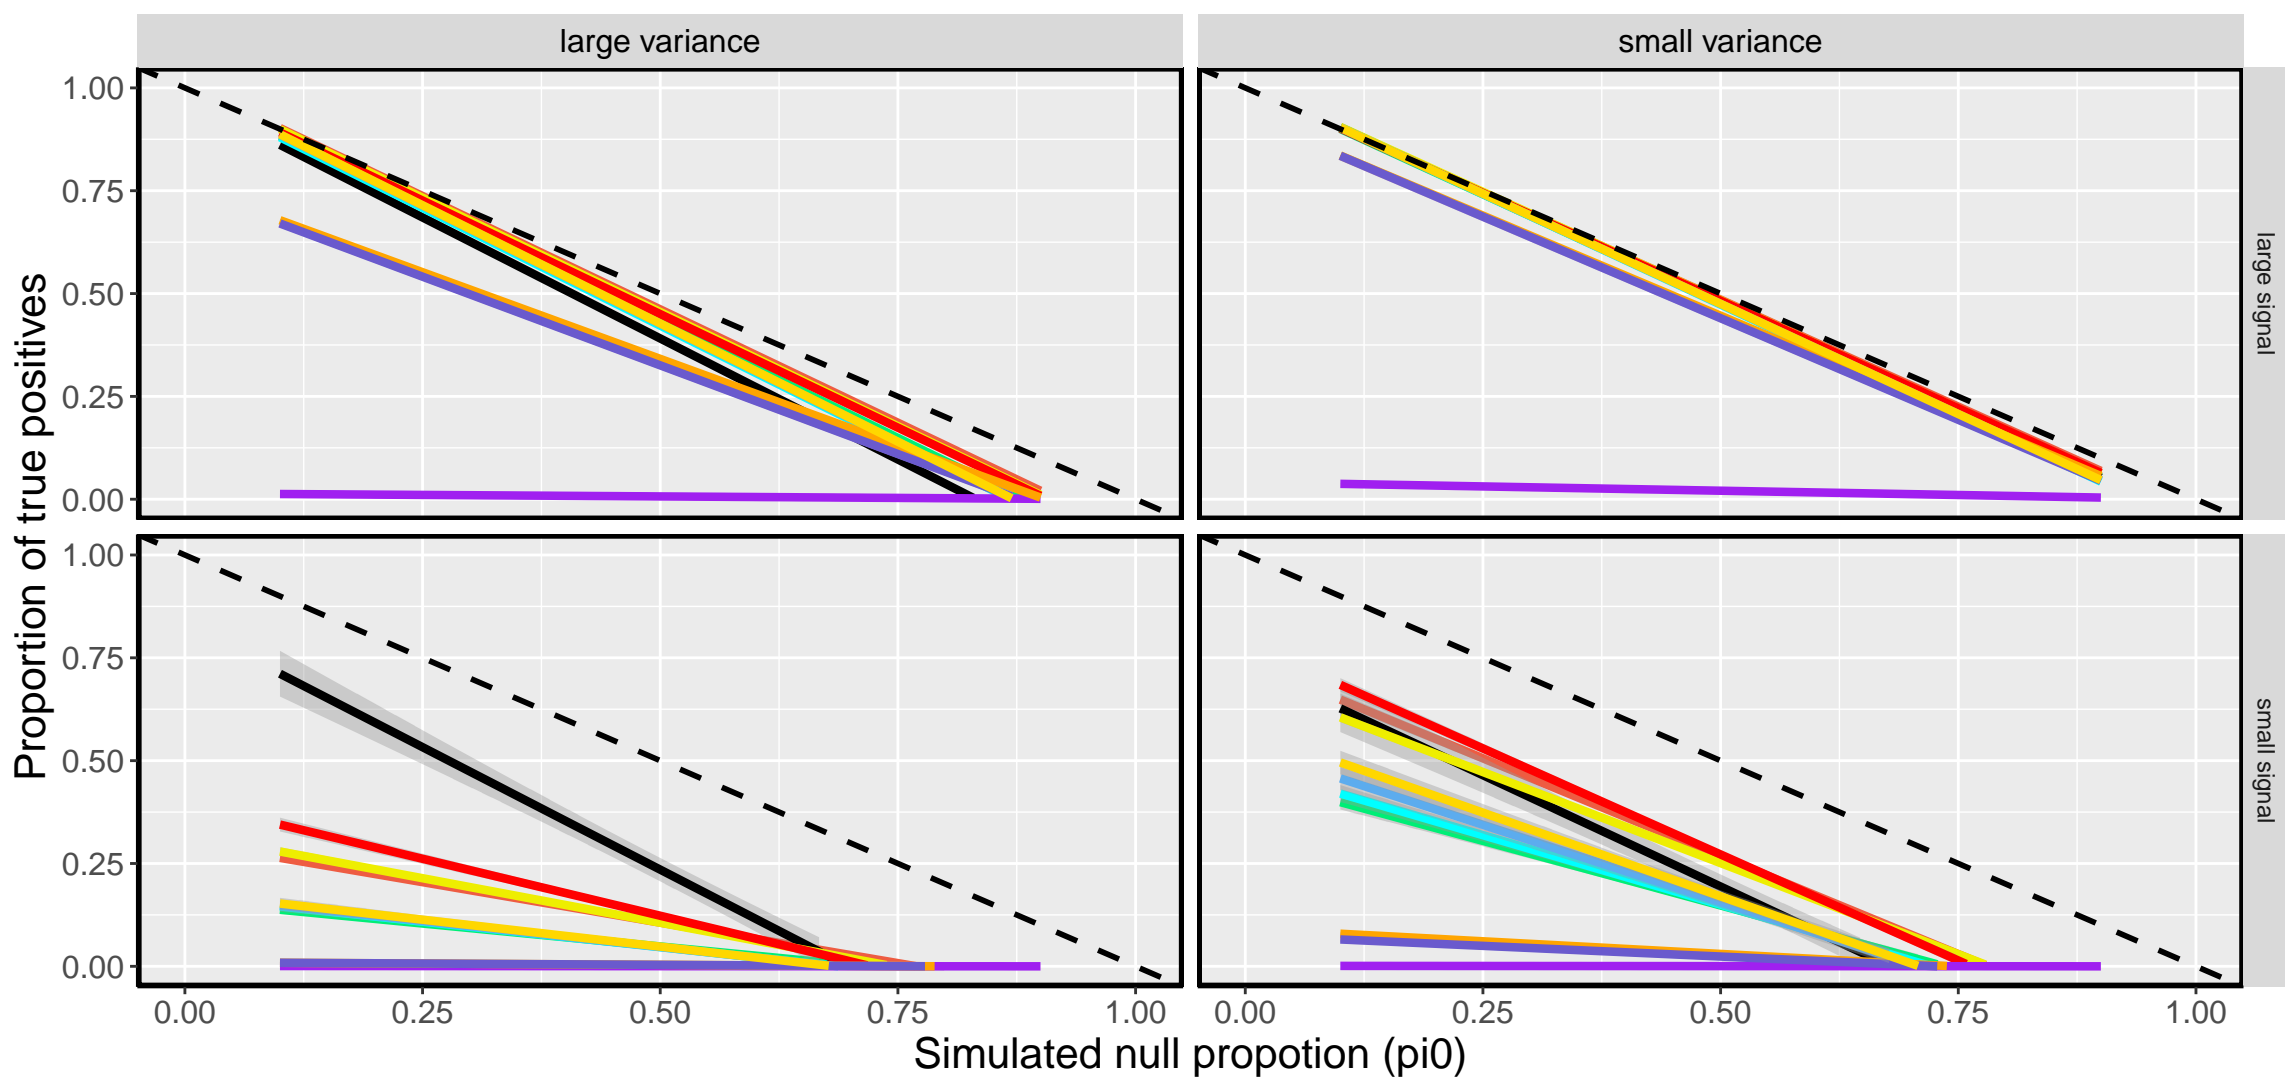 large variance
small variance
Proportion of true positives
1.00
0.75
0.50
0.25
0.00
large signal
1.00
0.75
0.50
0.25
0.00
small signal
0.00 0.25 0.50 0.75 1.00
0.00 0.25 0.50 0.75 1.00
Simulated null propotion (pi0)